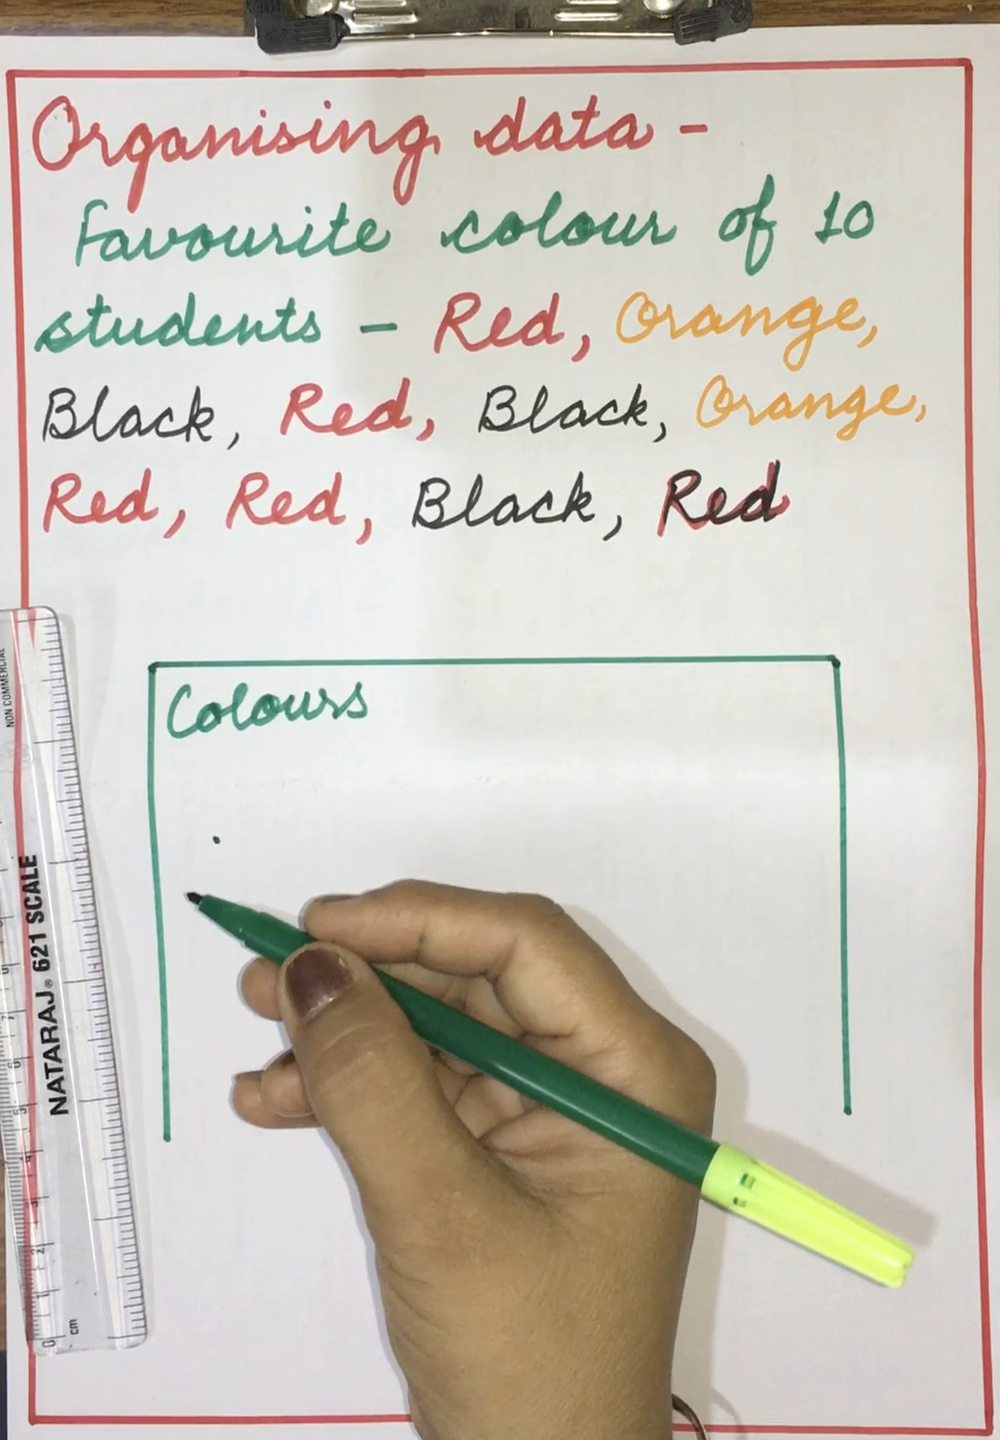 Organising data -
Favourite colour of 10
students - Red, Orange,
Black, Red, Black, Orange,
Red, Red, Black, Red
Colours
NON COMMERCIAL
NATARAJ® 621 SCALE
cm